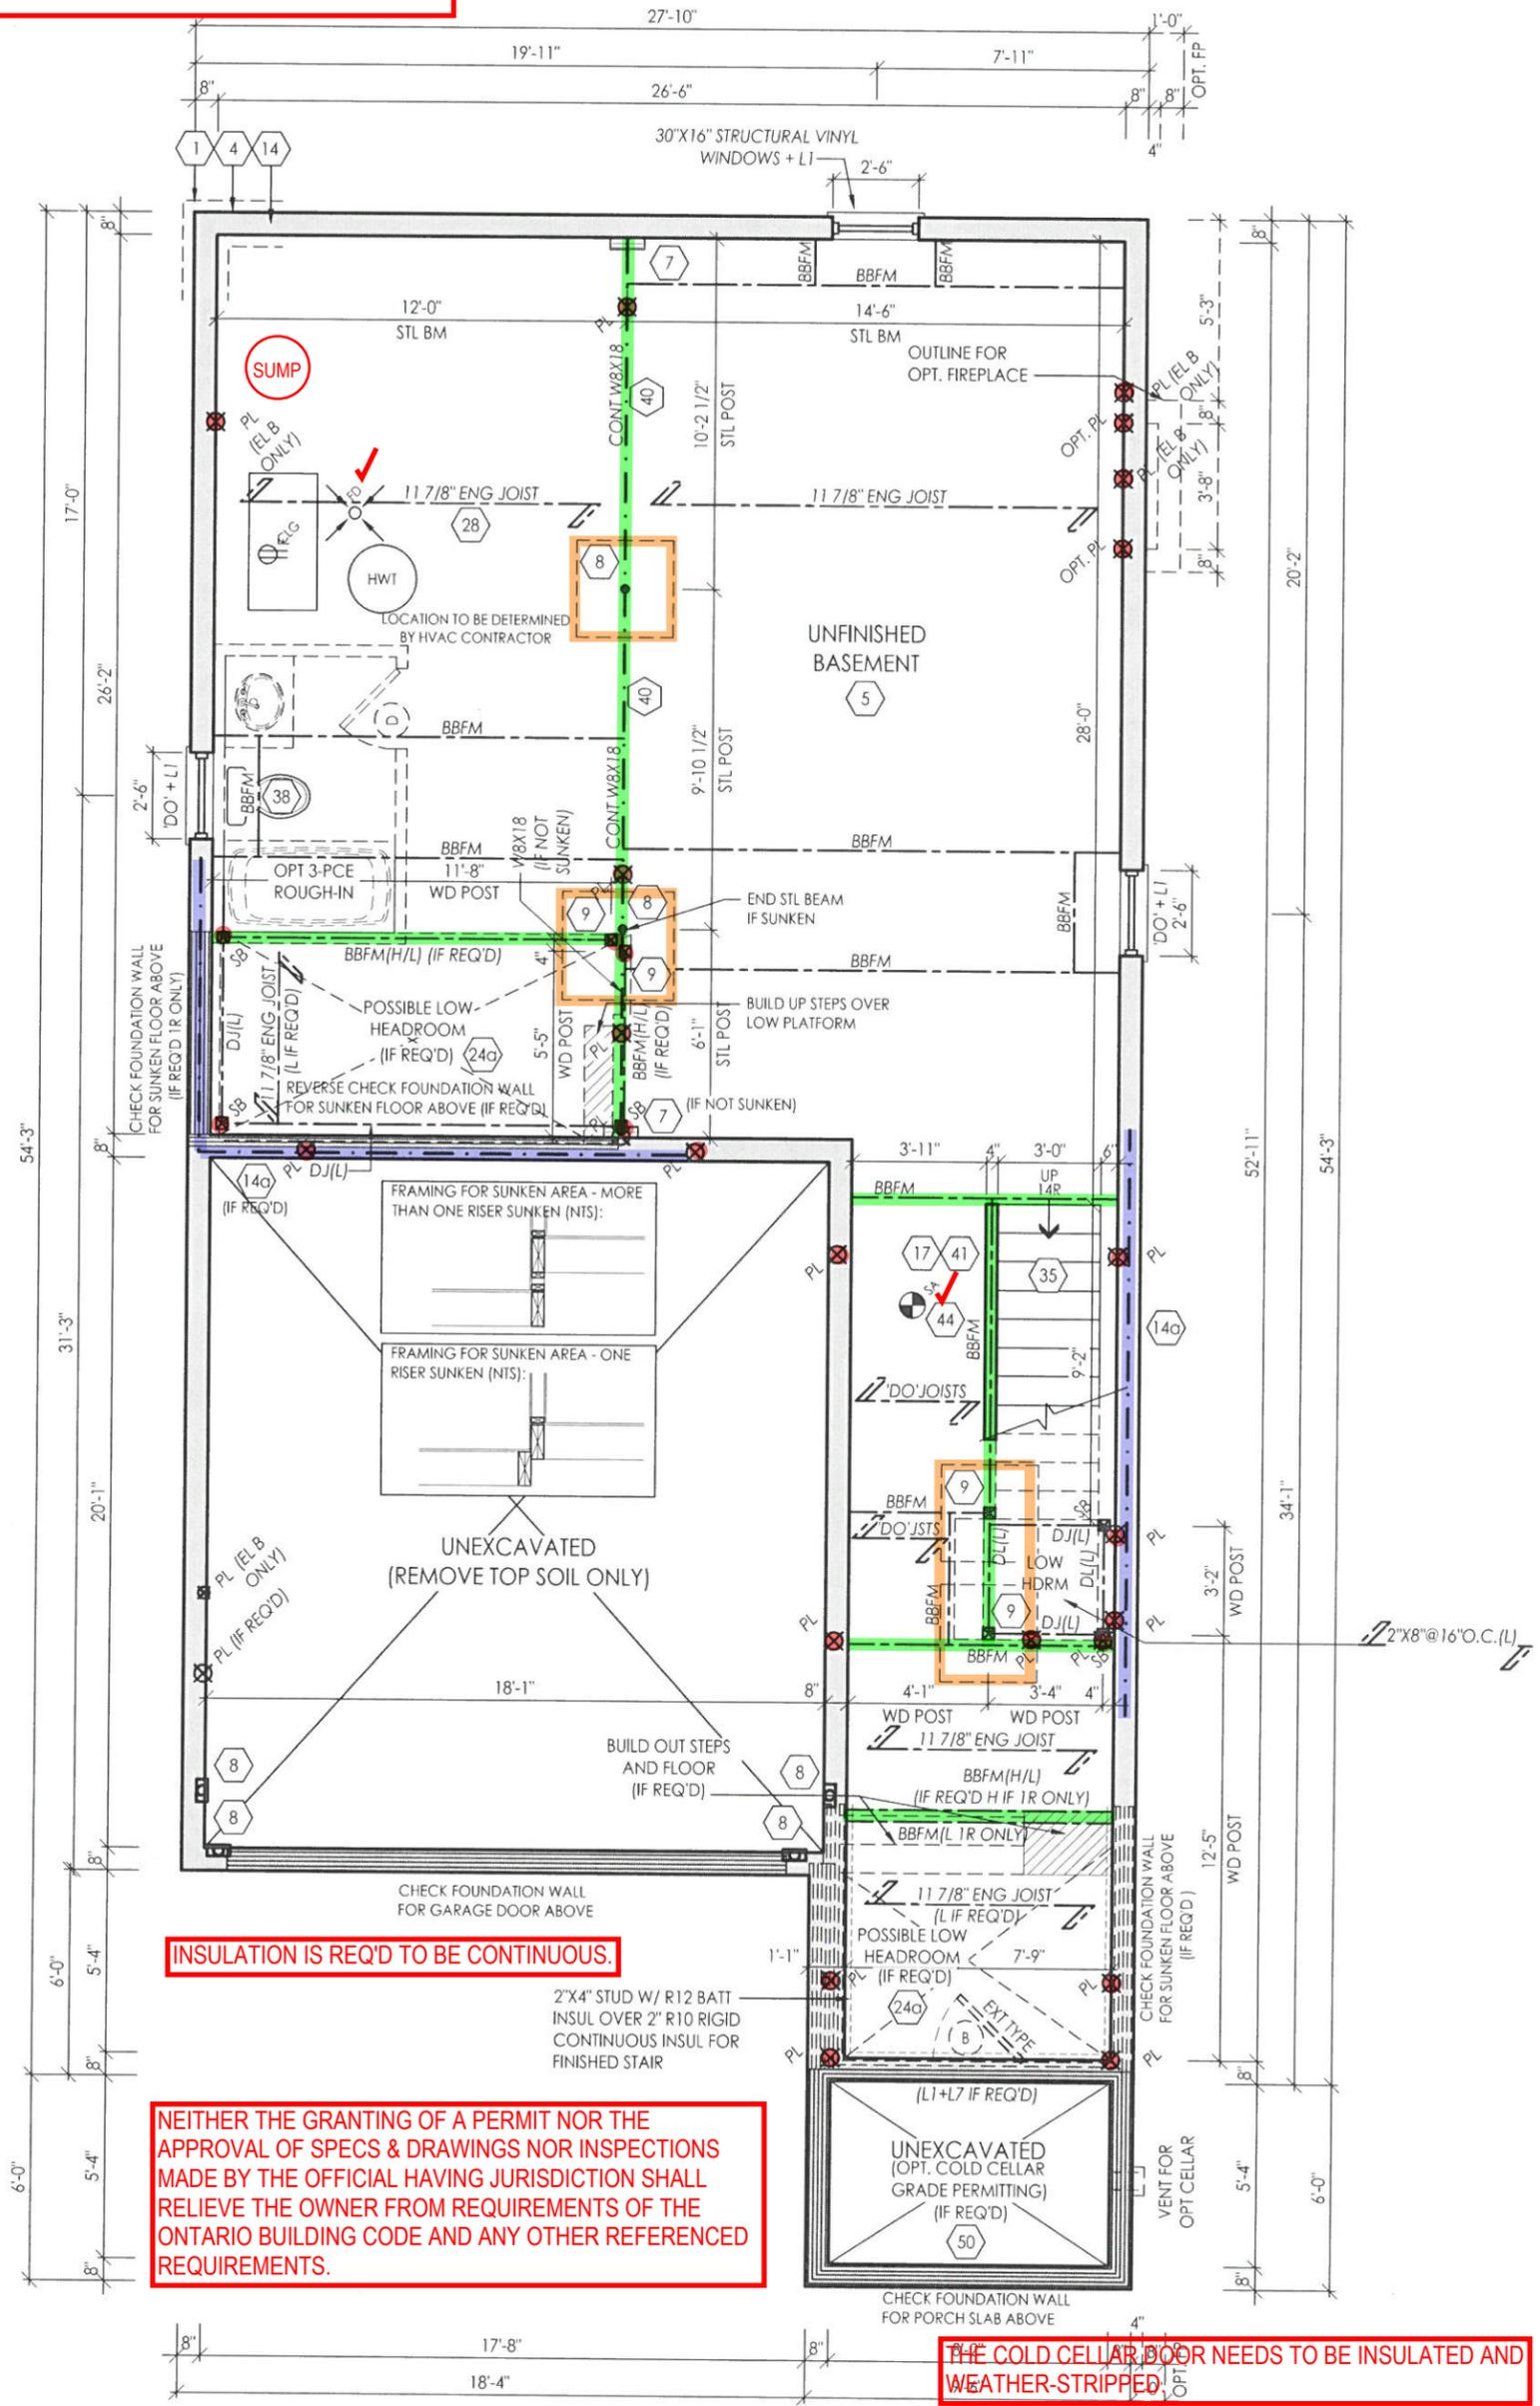 27'-10"
1'-0"
19'-11"
7'-11"
OPT. FP
8"
26'-6"
8"
8"
4"
1
4
14
30"X16" STRUCTURAL VINYL
WINDOWS + L1
2'-6"
8"
8"
7
BBFM
BBFM
BBFM
12'-0"
STL BM
14'-6"
STL BM
5'-3"
SUMP
PL
OUTLINE FOR
OPT. FIREPLACE
PL (EL B
ONLY)
CONT W8X18
40
10'-2 1/2"
STL POST
8"
PL
(EL B
ONLY)
OPT. PL
PL (EL B
ONLY)
3'-8"
17'-0"
FD
11 7/8" ENG JOIST
11 7/8" ENG JOIST
28
8
OPT. PL
8"
20'-2"
HWT
LOCATION TO BE DETERMINED
BY HVAC CONTRACTOR
UNFINISHED
BASEMENT
5
26'-2"
40
D
BBFM
28'-0"
9'-10 1/2"
STL POST
2'-6"
'DO' + L1
BBFM
38
CONT W8X18
W8X18
(IF NOT
SUNKEN)
BBFM
BBFM
OPT 3-PCE
ROUGH-IN
11'-8"
WD POST
PL
9
8
END STL BEAM
IF SUNKEN
BBFM
'DO' + L1
2'-6"
CHECK FOUNDATION WALL
FOR SUNKEN FLOOR ABOVE
(IF REQ'D 1R ONLY)
SB
BBFM(H/L) (IF REQ'D)
4"
9
BBFM
DJ(L)
11 7/8" ENG JOIST
(L IF REQ'D)
POSSIBLE LOW
HEADROOM
(IF REQ'D)
24a
5'-5"
WD POST
PL
BBFM(H/L)
(IF REQ'D)
6'-1"
STL POST
BUILD UP STEPS OVER
LOW PLATFORM
SB
REVERSE CHECK FOUNDATION WALL
FOR SUNKEN FLOOR ABOVE (IF REQ'D)
PL
SB
7
(IF NOT SUNKEN)
54'-3"
8"
52'-11"
54'-3"
14a
(IF REQ'D)
PL
DJ(L)
PL
3'-11"
4"
3'-0"
6"
FRAMING FOR SUNKEN AREA - MORE
THAN ONE RISER SUNKEN (NTS):
BBFM
UP
14R
PL
17
41
35
PL
SA
44
BBFM
14a
31'-3"
FRAMING FOR SUNKEN AREA - ONE
RISER SUNKEN (NTS):
'DO' JOISTS
9'-2"
20'-1"
34'-1"
9
BBFM
'DO' JSTS
SB
DJ(L)
PL
UNEXCAVATED
(REMOVE TOP SOIL ONLY)
DL(L)
LOW
HDRM
DL(L)
3'-2"
WD POST
PL (EL B
ONLY)
BBFM
9
DJ(L)
PL (IF REQ'D)
PL
PL
2"X8"@16"O.C.(L)
BBFM
PL
PL
SB
18'-1"
8"
4'-1"
WD POST
3'-4"
WD POST
4"
11 7/8" ENG JOIST
BUILD OUT STEPS
AND FLOOR
(IF REQ'D)
8
8
BBFM(H/L)
(IF REQ'D H IF 1R ONLY)
8
8
BBFM(L 1R ONLY)
12'-5"
WD POST
8"
CHECK FOUNDATION WALL
FOR GARAGE DOOR ABOVE
11 7/8" ENG JOIST
(L IF REQ'D)
CHECK FOUNDATION WALL
FOR SUNKEN FLOOR ABOVE
(IF REQ'D )
INSULATION IS REQ'D TO BE CONTINUOUS.
1'-1"
POSSIBLE LOW
HEADROOM
(IF REQ'D)
7'-9"
6'-0"
5'-4"
PL
PL
24a
2"X4" STUD W/ R12 BATT
INSUL OVER 2" R10 RIGID
CONTINUOUS INSUL FOR
FINISHED STAIR
EXT TYPE
B
PL
PL
8"
8"
(L1+L7 IF REQ'D)
NEITHER THE GRANTING OF A PERMIT NOR THE
APPROVAL OF SPECS & DRAWINGS NOR INSPECTIONS
MADE BY THE OFFICIAL HAVING JURISDICTION SHALL
RELIEVE THE OWNER FROM REQUIREMENTS OF THE
ONTARIO BUILDING CODE AND ANY OTHER REFERENCED
REQUIREMENTS.
UNEXCAVATED
(OPT. COLD CELLAR
GRADE PERMITTING)
(IF REQ'D)
50
VENT FOR
OPT CELLAR
6'-0"
5'-4"
5'-4"
6'-0"
8"
8"
CHECK FOUNDATION WALL
FOR PORCH SLAB ABOVE
8"
17'-8"
8"
4"
THE COLD CELLAR DOOR NEEDS TO BE INSULATED AND
WEATHER-STRIPPED.
18'-4"